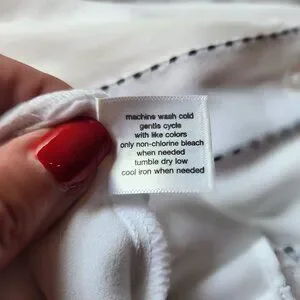 machine wash cold
gentle cycle
with like colors
only non-chlorine bleach
when needed
tumble dry low
cool iron when needed